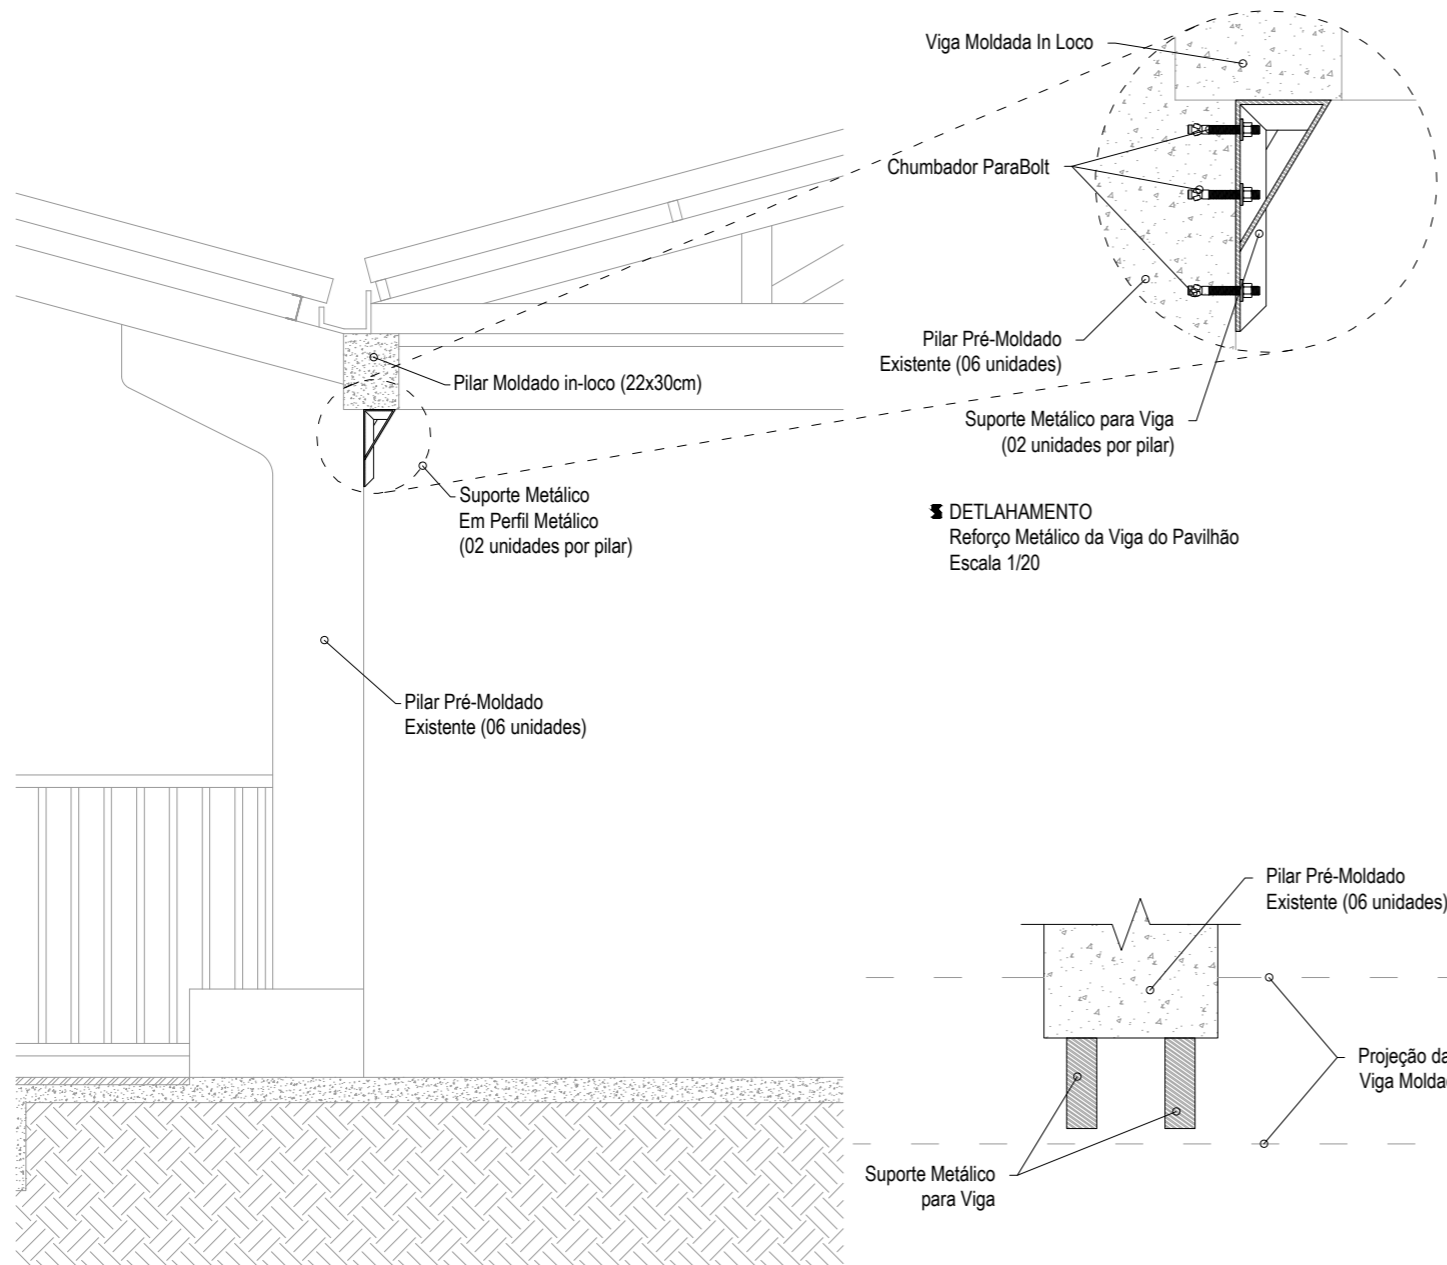 Viga Moldada In Loco
Chumbador ParaBolt
Pilar Pré-Moldado
Existente (06 unidades)
Pilar Moldado in-loco (22x30cm)
Suporte Metálico para Viga
(02 unidades por pilar)
Suporte Metálico
Em Perfil Metálico
(02 unidades por pilar)
DETLAHAMENTO
Reforço Metálico da Viga do Pavilhão
Escala 1/20
Pilar Pré-Moldado
Existente (06 unidades)
Pilar Pré-Moldado
Existente (06 unidades)
Projeção da
Viga
Suporte Metálico
para Viga